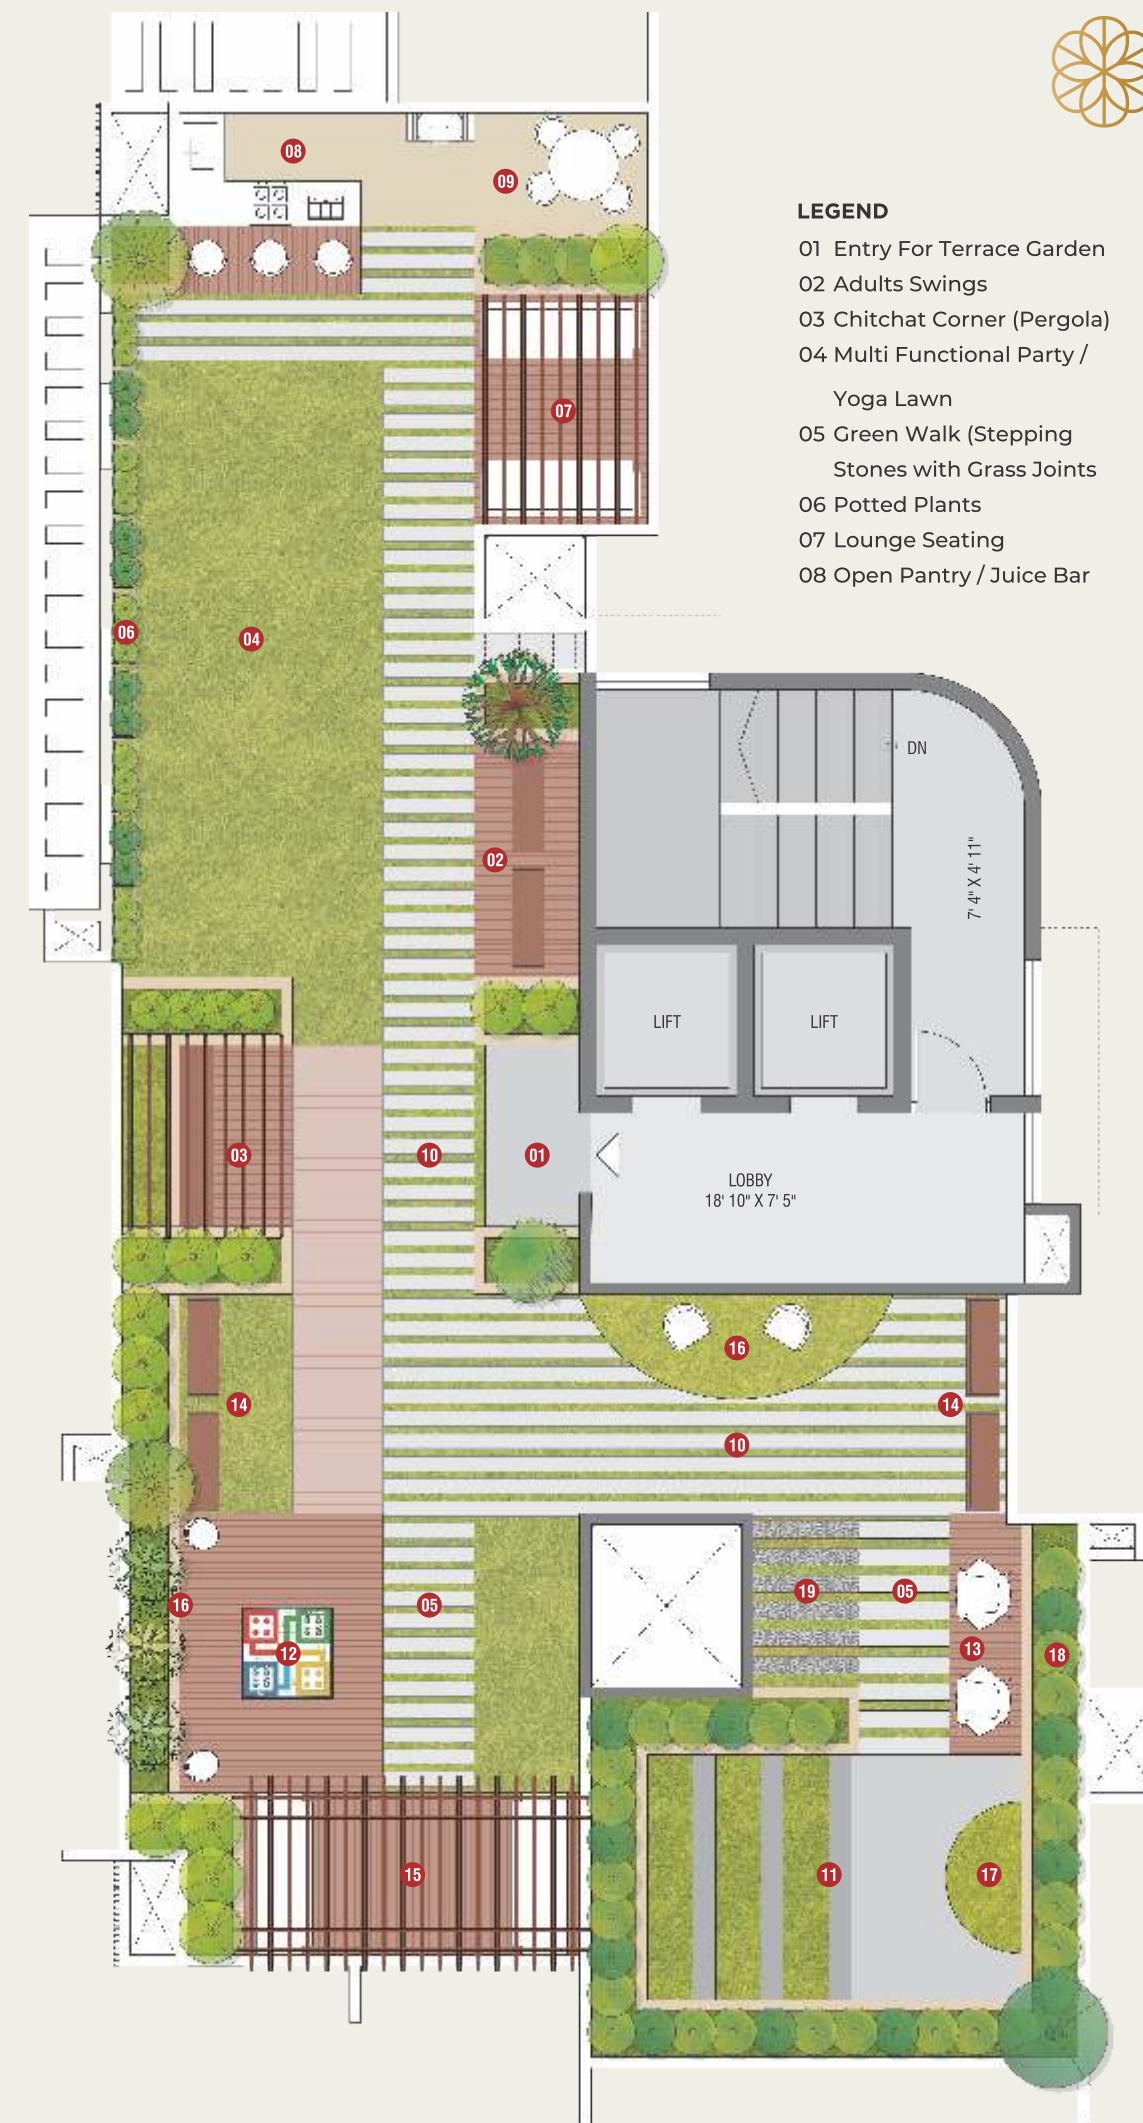 08
09
LEGEND
01 Entry For Terrace Garden
02 Adults Swings
03 Chitchat Corner (Pergola)
04 Multi Functional Party /
Yoga Lawn
05 Green Walk (Stepping
Stones with Grass Joints
06 Potted Plants
07 Lounge Seating
08 Open Pantry / Juice Bar
07
06
04
DN
02
7' 4" X 4' 11"
LIFT
LIFT
03
10
01
LOBBY
18' 10" X 7' 5"
16
14
14
10
16
05
19
05
12
13
18
15
11
17